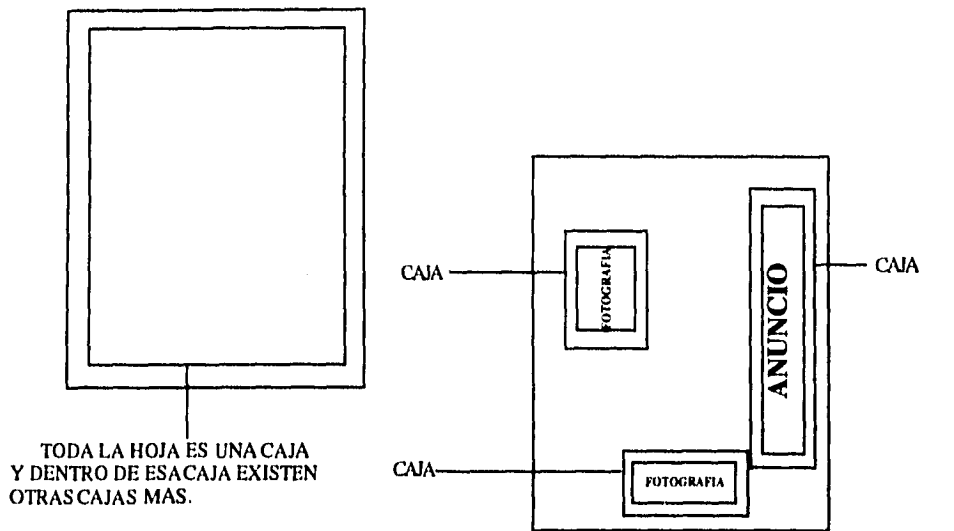 TODA LA HOJA ES UNA CAJA
Y DENTRO DE ESA CAJA EXISTEN
OTRAS CAJAS MAS.
CAJA
FOTOGRAFIA
ANUNCIO
CAJA
CAJA
FOTOGRAFIA